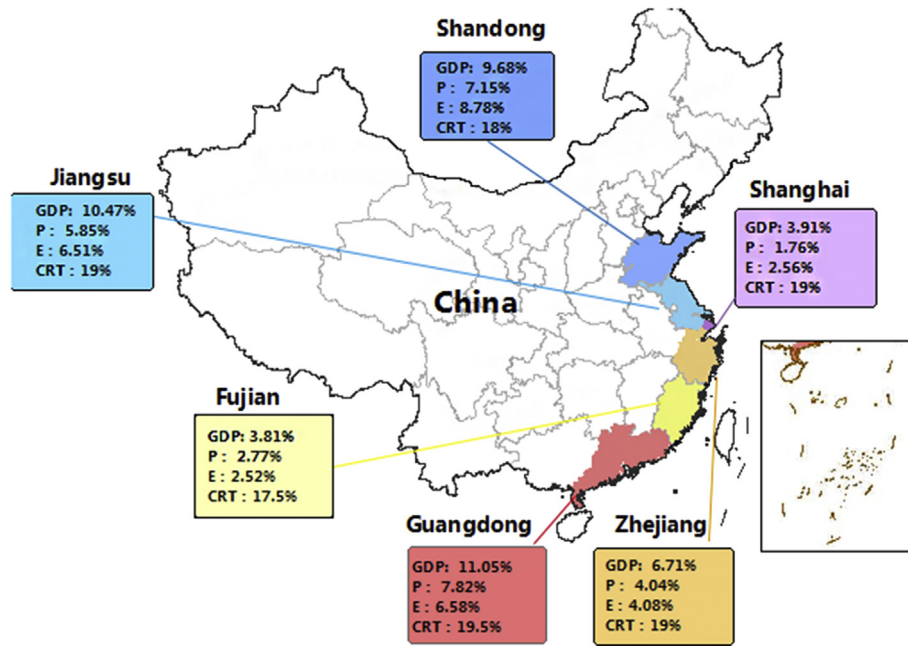 Shandong
GDP: 9.68%
P : 7.15%
E : 8.78%
CRT : 18%
Jiangsu
GDP: 10.47%
P : 5.85%
E : 6.51%
CRT : 19%
Shanghai
GDP: 3.91%
P : 1.76%
E : 2.56%
CRT : 19%
China
Fujian
GDP: 3.81%
P : 2.77%
E : 2.52%
CRT : 17.5%
Guangdong
GDP: 11.05%
P : 7.82%
E : 6.58%
CRT : 19.5%
Zhejiang
GDP: 6.71%
P : 4.04%
E : 4.08%
CRT : 19%